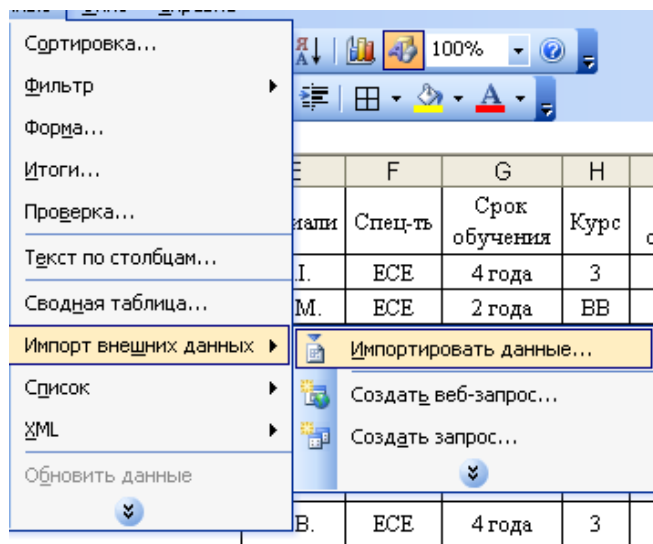 Сортировка...
Фильтр
Форма...
Итоги...
Проверка...
Текст по столбцам...
Сводная таблица...
Импорт внешних данных
Список
XML
Обновить данные
Импортировать данные...
Создать веб-запрос...
Создать запрос...
100%
E F G H
Спец-ть Срок обучения Курс
.I. ECE 4 года 3
M. ECE 2 года BB
B. ECE 4 года 3